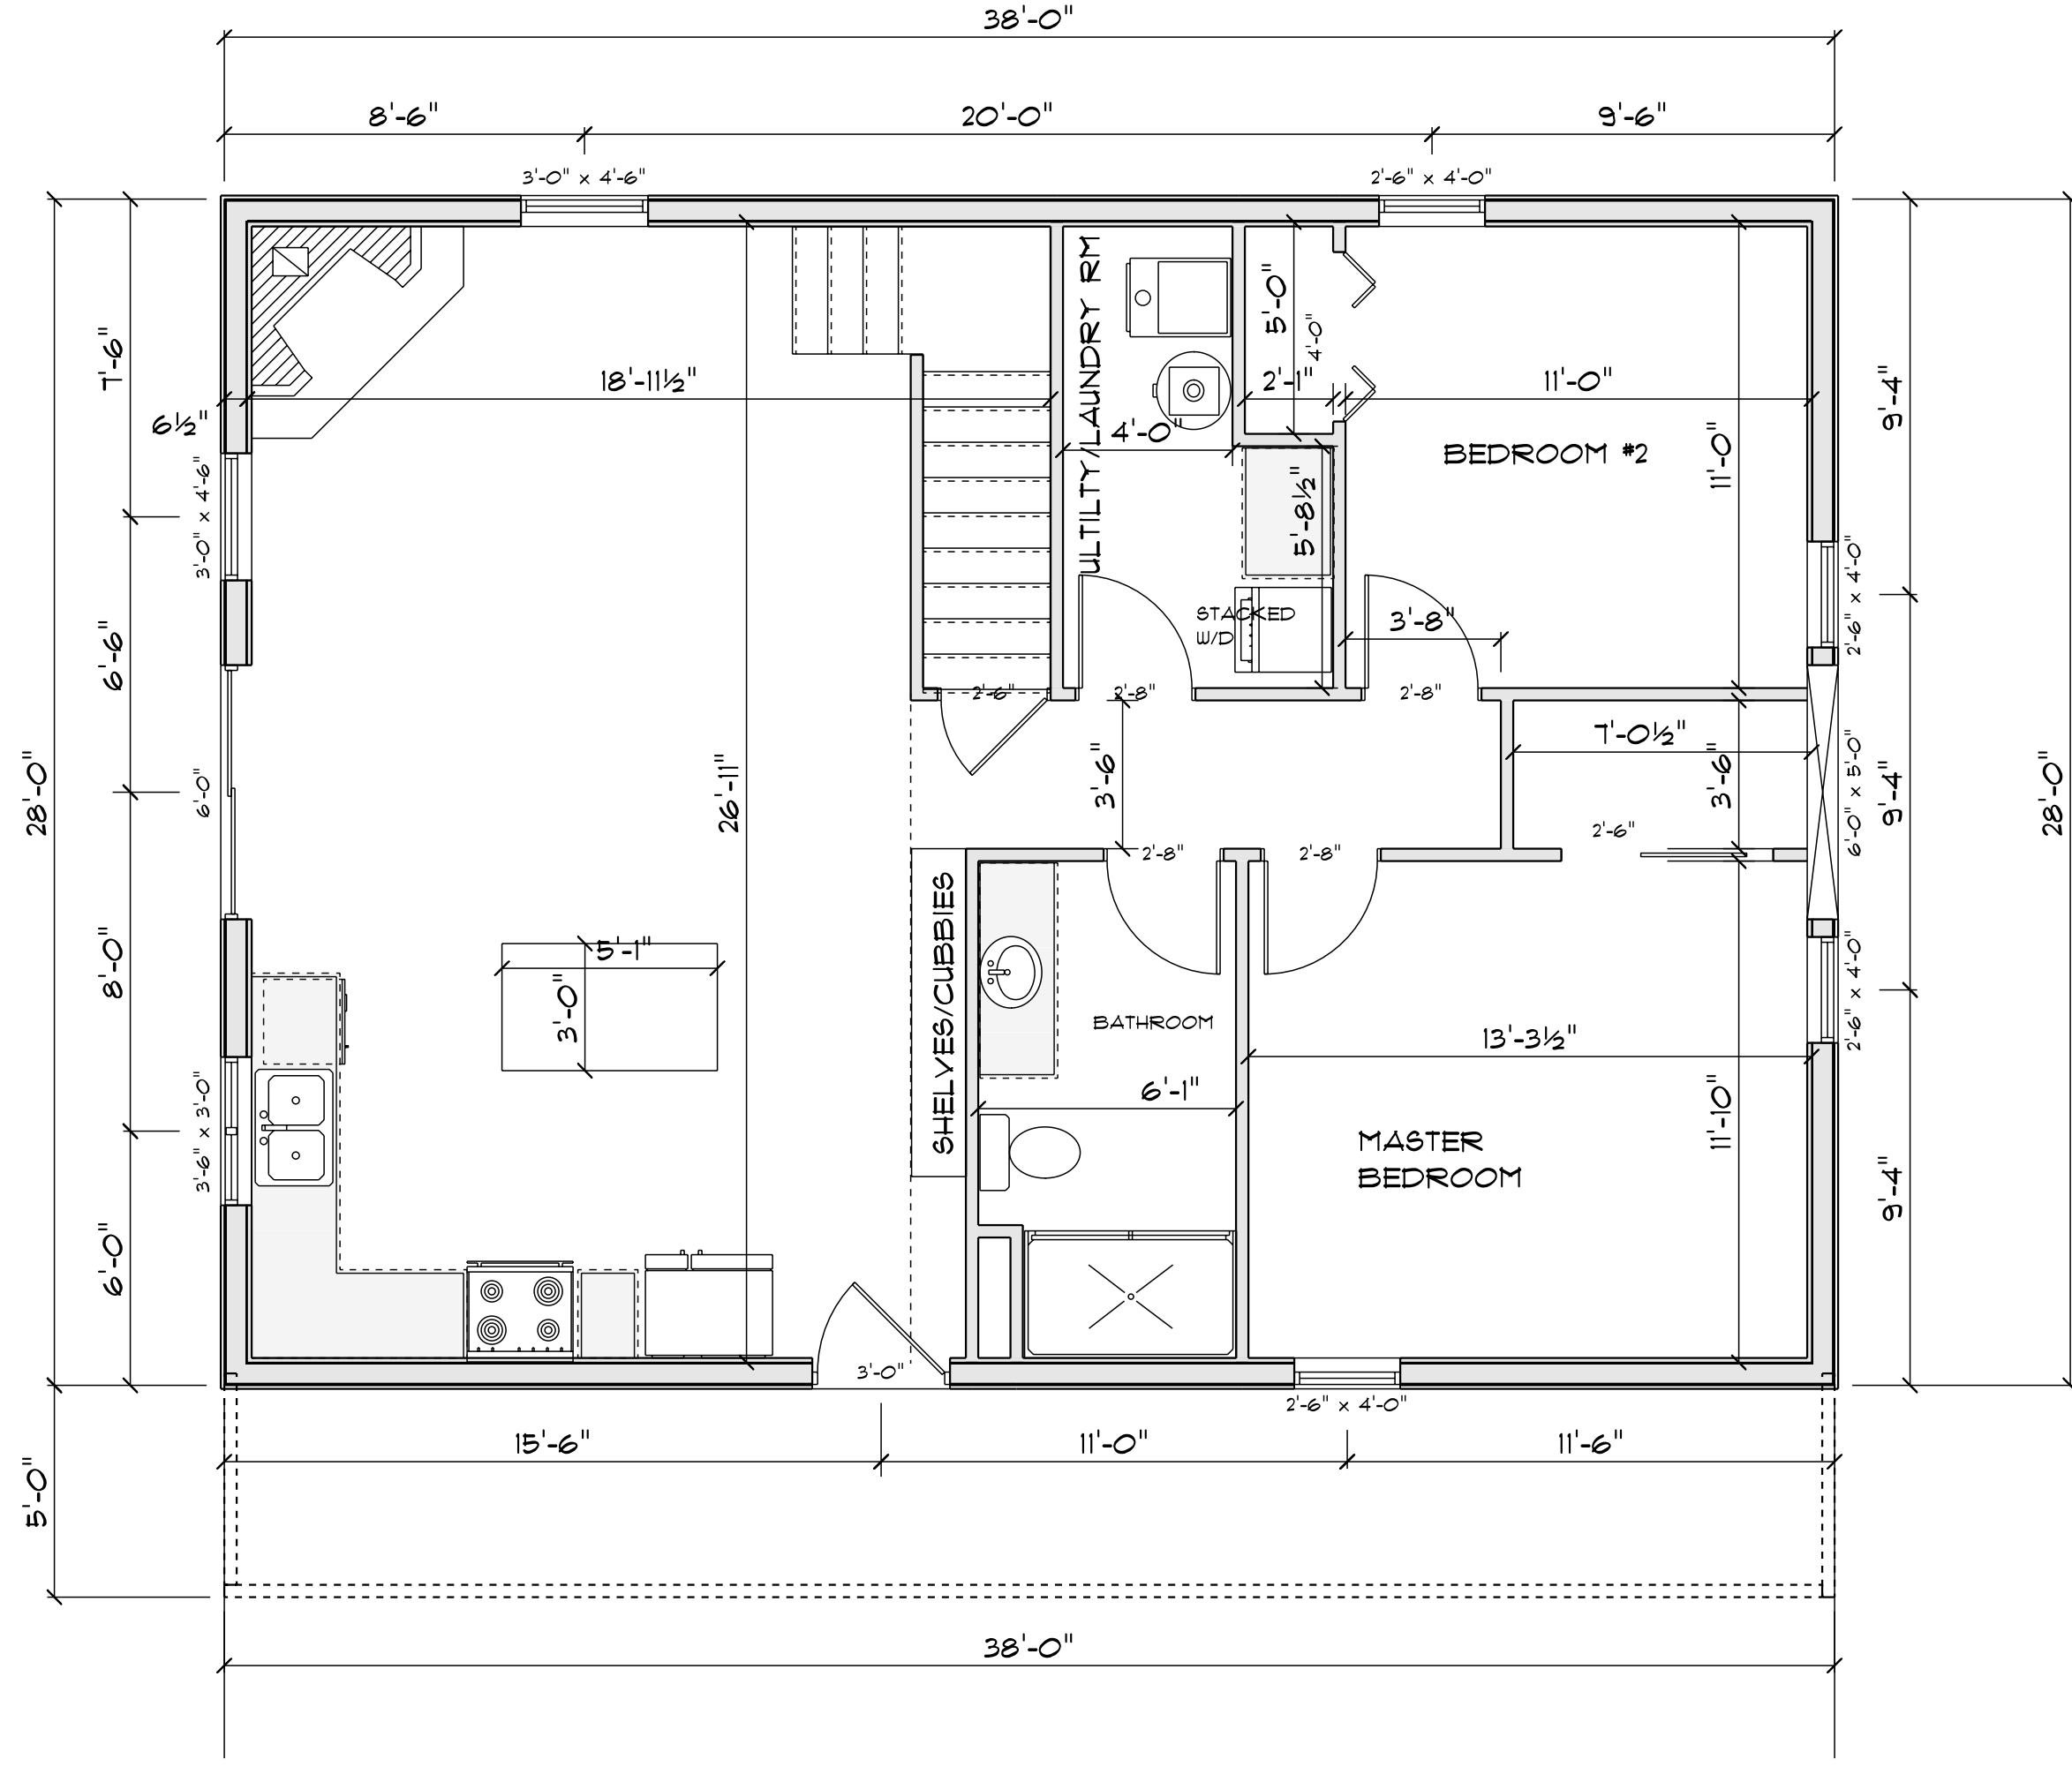 38'-0"
8'-6"
20'-0"
9'-6"
3'-0" x 4'-6"
2'-6" x 4'-0"
7'-6"
6'-6"
8'-0"
6'-0"
28'-0"
5'-0"
6½"
3'-0" x 4'-6"
6'-0"
3'-6" x 3'-0"
18'-11½"
26'-11"
5'-1"
3'-0"
ULTILTY/LAUNDRY RM
4'-0"
5'-0"
4'-0"
2'-1"
11'-0"
BEDROOM #2
11'-0"
5'-8½"
STACKED
W/D
3'-8"
2'-6"
2'-8"
2'-8"
3'-6"
7'-0½"
3'-6"
2'-6"
2'-8"
2'-8"
SHELVES/CUBBIES
BATHROOM
6'-1"
13'-3½"
11'-10"
MASTER
BEDROOM
3'-0"
2'-6" x 4'-0"
2'-6" x 4'-0"
6'-0" x 5'-0"
2'-6" x 4'-0"
9'-4"
9'-4"
9'-4"
28'-0"
15'-6"
11'-0"
11'-6"
38'-0"